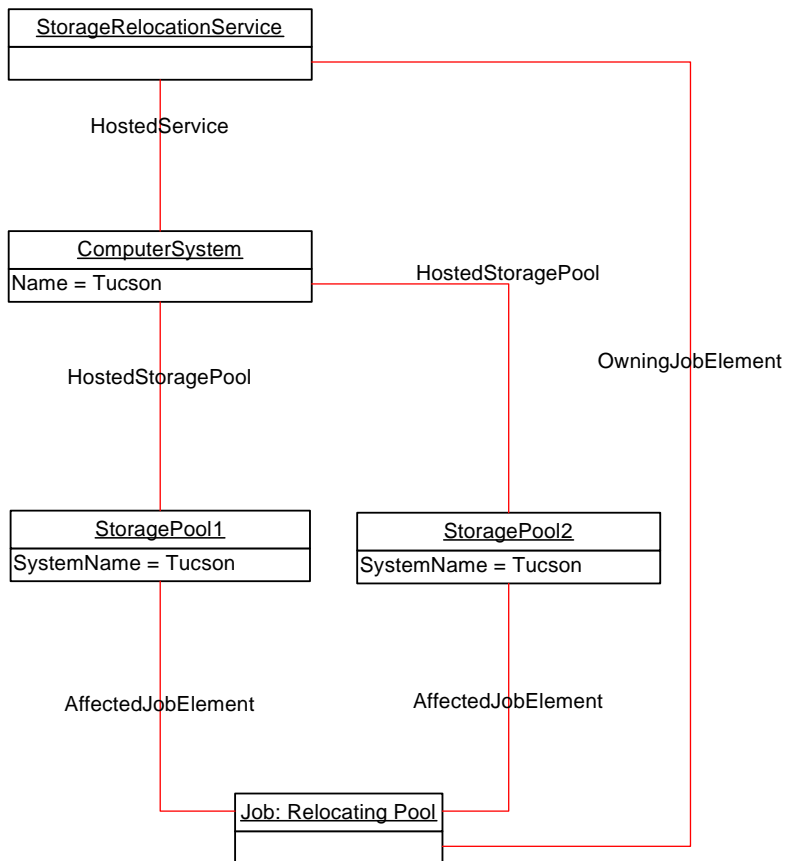 StorageRelocationService
HostedService
ComputerSystem
Name = Tucson
HostedStoragePool
OwningJobElement
HostedStoragePool
StoragePool1
SystemName = Tucson
StoragePool2
SystemName = Tucson
AffectedJobElement
AffectedJobElement
Job: Relocating Pool